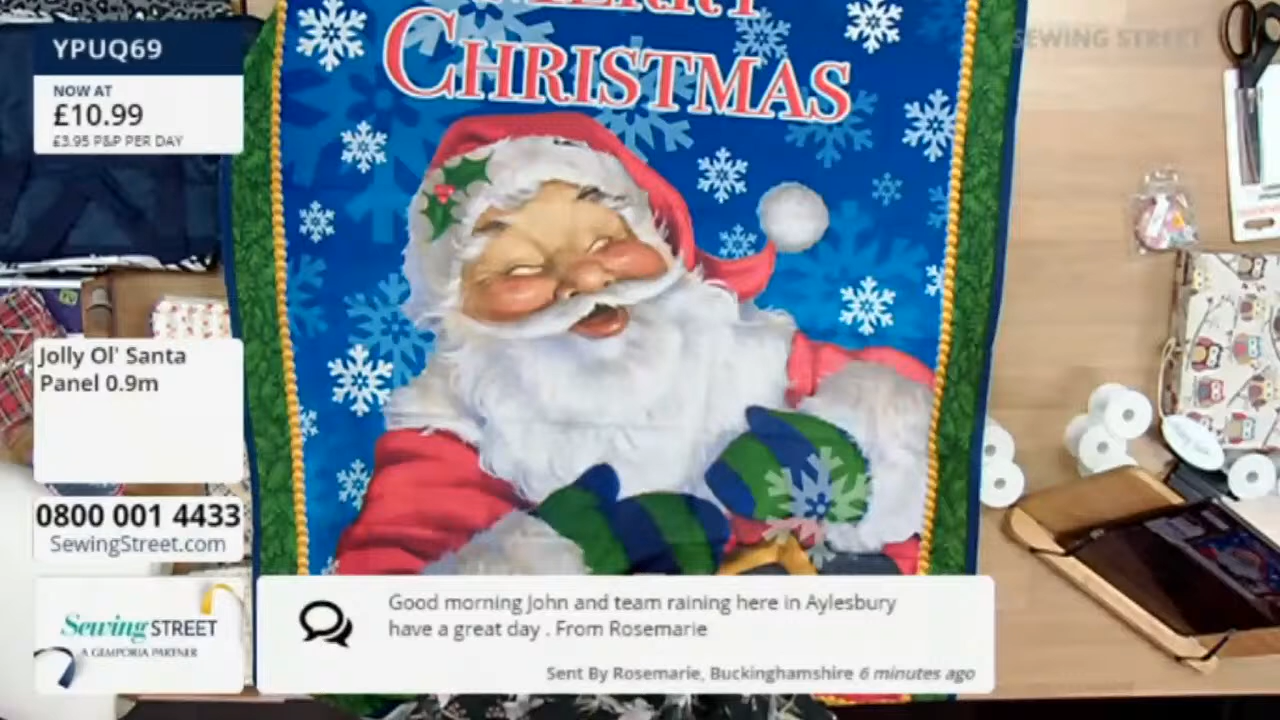 MERRY
CHRISTMAS
SEWING STREET
YPUQ69
NOW AT
£10.99
£3.95 P&P PER DAY
Jolly Ol' Santa
Panel 0.9m
0800 001 4433
SewingStreet.com
Sewing STREET
A GEMPORIA PARTNER
Good morning John and team raining here in Aylesbury
have a great day . From Rosemarie
Sent By Rosemarie, Buckinghamshire 6 minutes ago